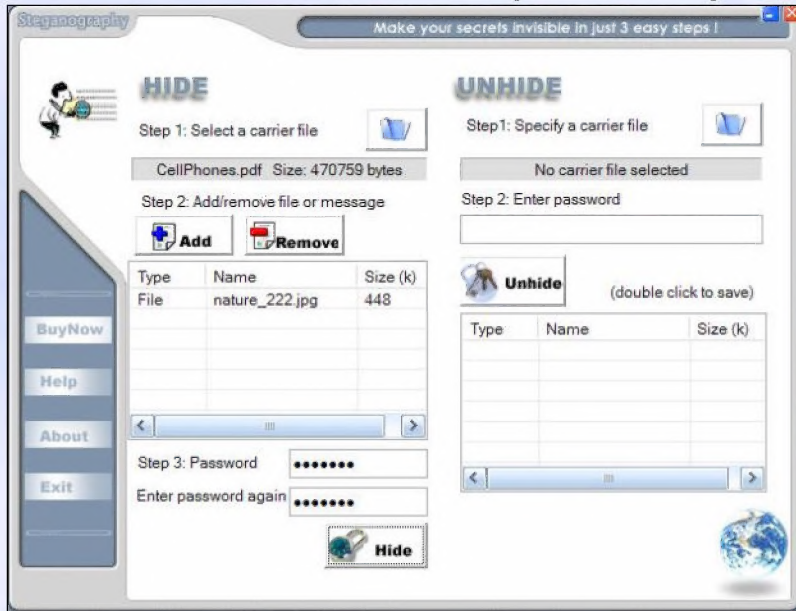 Steganography
Make your secrets invisible in just 3 easy steps !
HIDE
Step 1: Select a carrier file
CellPhones.pdf Size: 470759 bytes
Step 2: Add/remove file or message
Add
Remove
Type Name Size (k)
File nature_222.jpg 448
Step 3: Password
•••••••
Enter password again
•••••••
Hide
UNHIDE
Step1: Specify a carrier file
No carrier file selected
Step 2: Enter password
Unhide
(double click to save)
Type Name Size (k)
BuyNow
Help
About
Exit